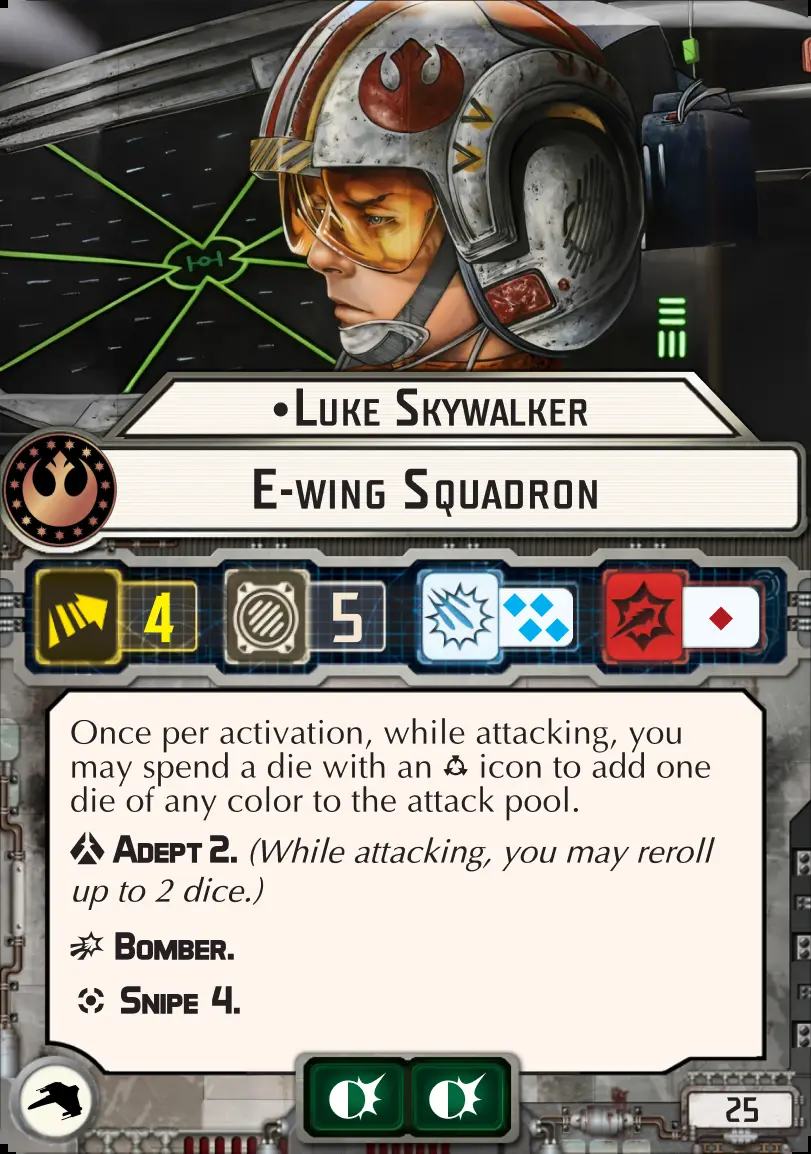 •Luke Skywalker
E-wing Squadron
4 5
Once per activation, while attacking, you
may spend a die with an icon to add one
die of any color to the attack pool.
Adept 2. (While attacking, you may reroll
up to 2 dice.)
Bomber.
Snipe 4.
25